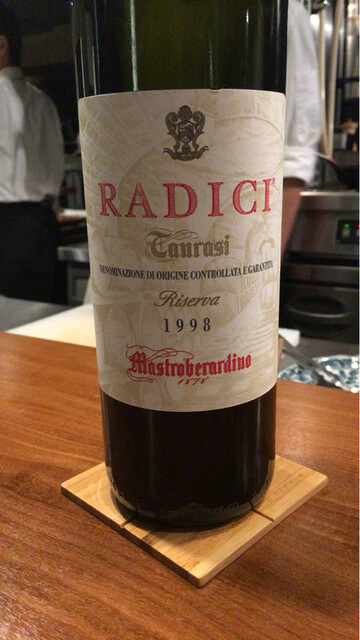 RADICI
Taurasi
DENOMINAZIONE DI ORIGINE CONTROLLATA E GARANTITA
Riserva
1998
Mastroberardino
1878